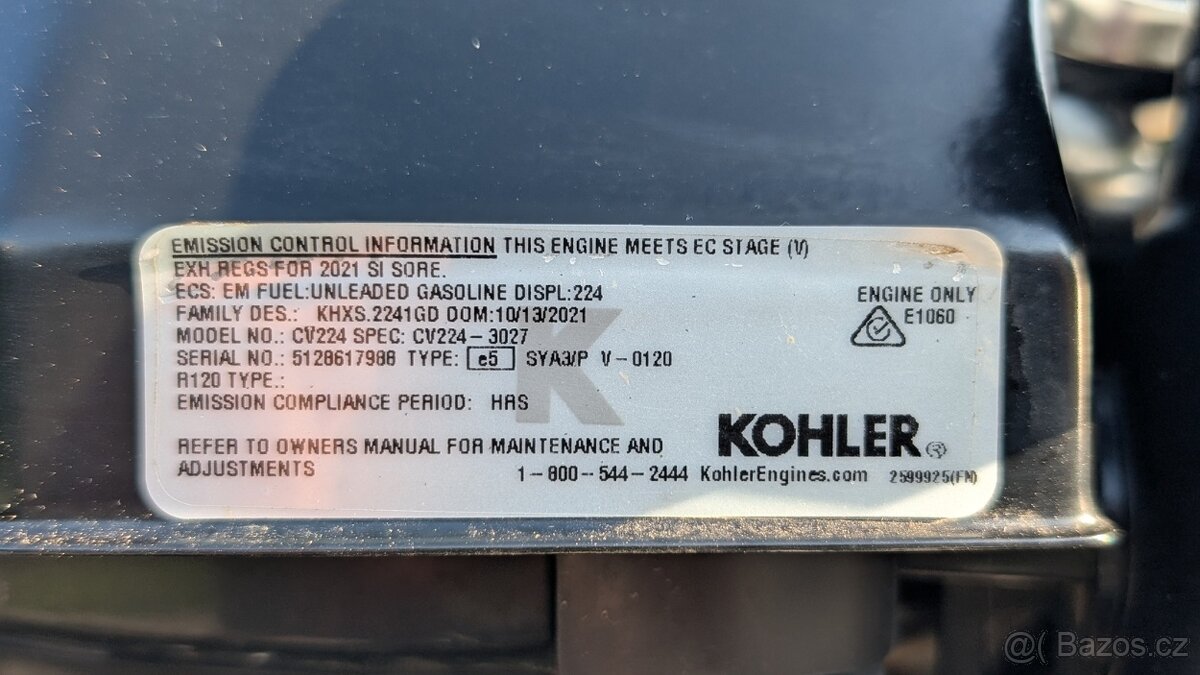 EMISSION CONTROL INFORMATION THIS ENGINE MEETS EC STAGE (V)
EXH REGS FOR 2021 SI SORE.
ECS: EM FUEL:UNLEADED GASOLINE DISPL:224
FAMILY DES.: KHXS.2241GD DOM:10/13/2021
MODEL NO.: CV224 SPEC: CV224-3027
SERIAL NO.: 5128617988 TYPE: e5 SYA3/P V-0120
R120 TYPE.:
EMISSION COMPLIANCE PERIOD: HRS
ENGINE ONLY
E1060
K
REFER TO OWNERS MANUAL FOR MAINTENANCE AND
ADJUSTMENTS
1-800-544-2444 KohlerEngines.com
KOHLER®
2599925(FN)
@( Bazos.cz